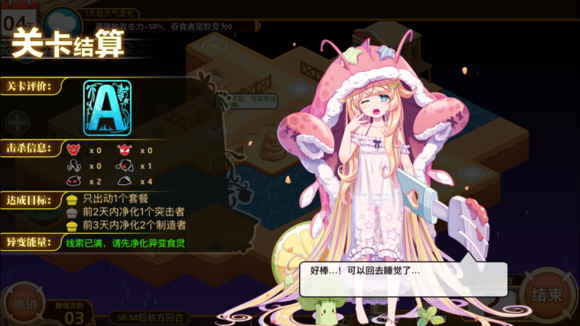 04
关卡结算
关卡评价：
A
击杀信息：
x 0
x 0
x 0
x 1
x 2
x 4
达成目标：
只出动1个套餐
前2天内净化1个突击者
前3天内净化2个制造者
异变能量：
线索已满，请先净化异变食灵
好棒...！可以回去睡觉了...
撤销
03
结束